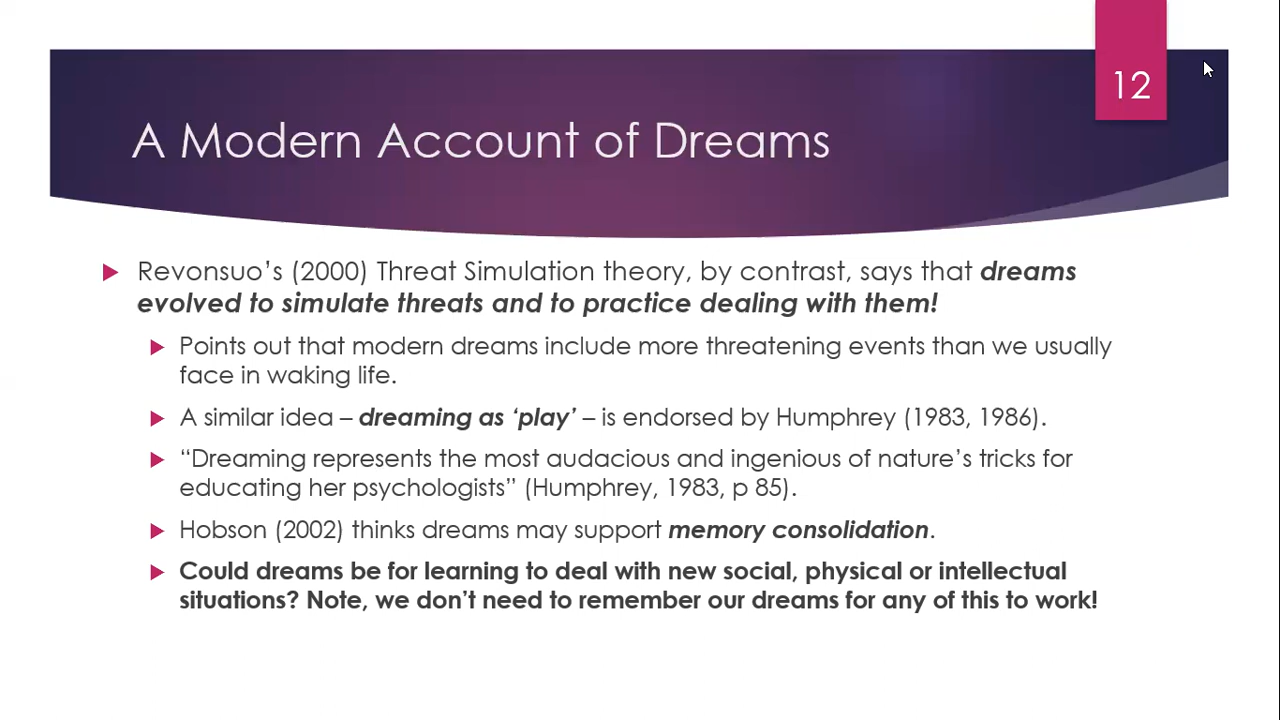 12
A Modern Account of Dreams
Revonsuo’s (2000) Threat Simulation theory, by contrast, says that dreams
evolved to simulate threats and to practice dealing with them!
Points out that modern dreams include more threatening events than we usually
face in waking life.
A similar idea – dreaming as ‘play’ – is endorsed by Humphrey (1983, 1986).
“Dreaming represents the most audacious and ingenious of nature’s tricks for
educating her psychologists” (Humphrey, 1983, p 85).
Hobson (2002) thinks dreams may support memory consolidation.
Could dreams be for learning to deal with new social, physical or intellectual
situations? Note, we don’t need to remember our dreams for any of this to work!